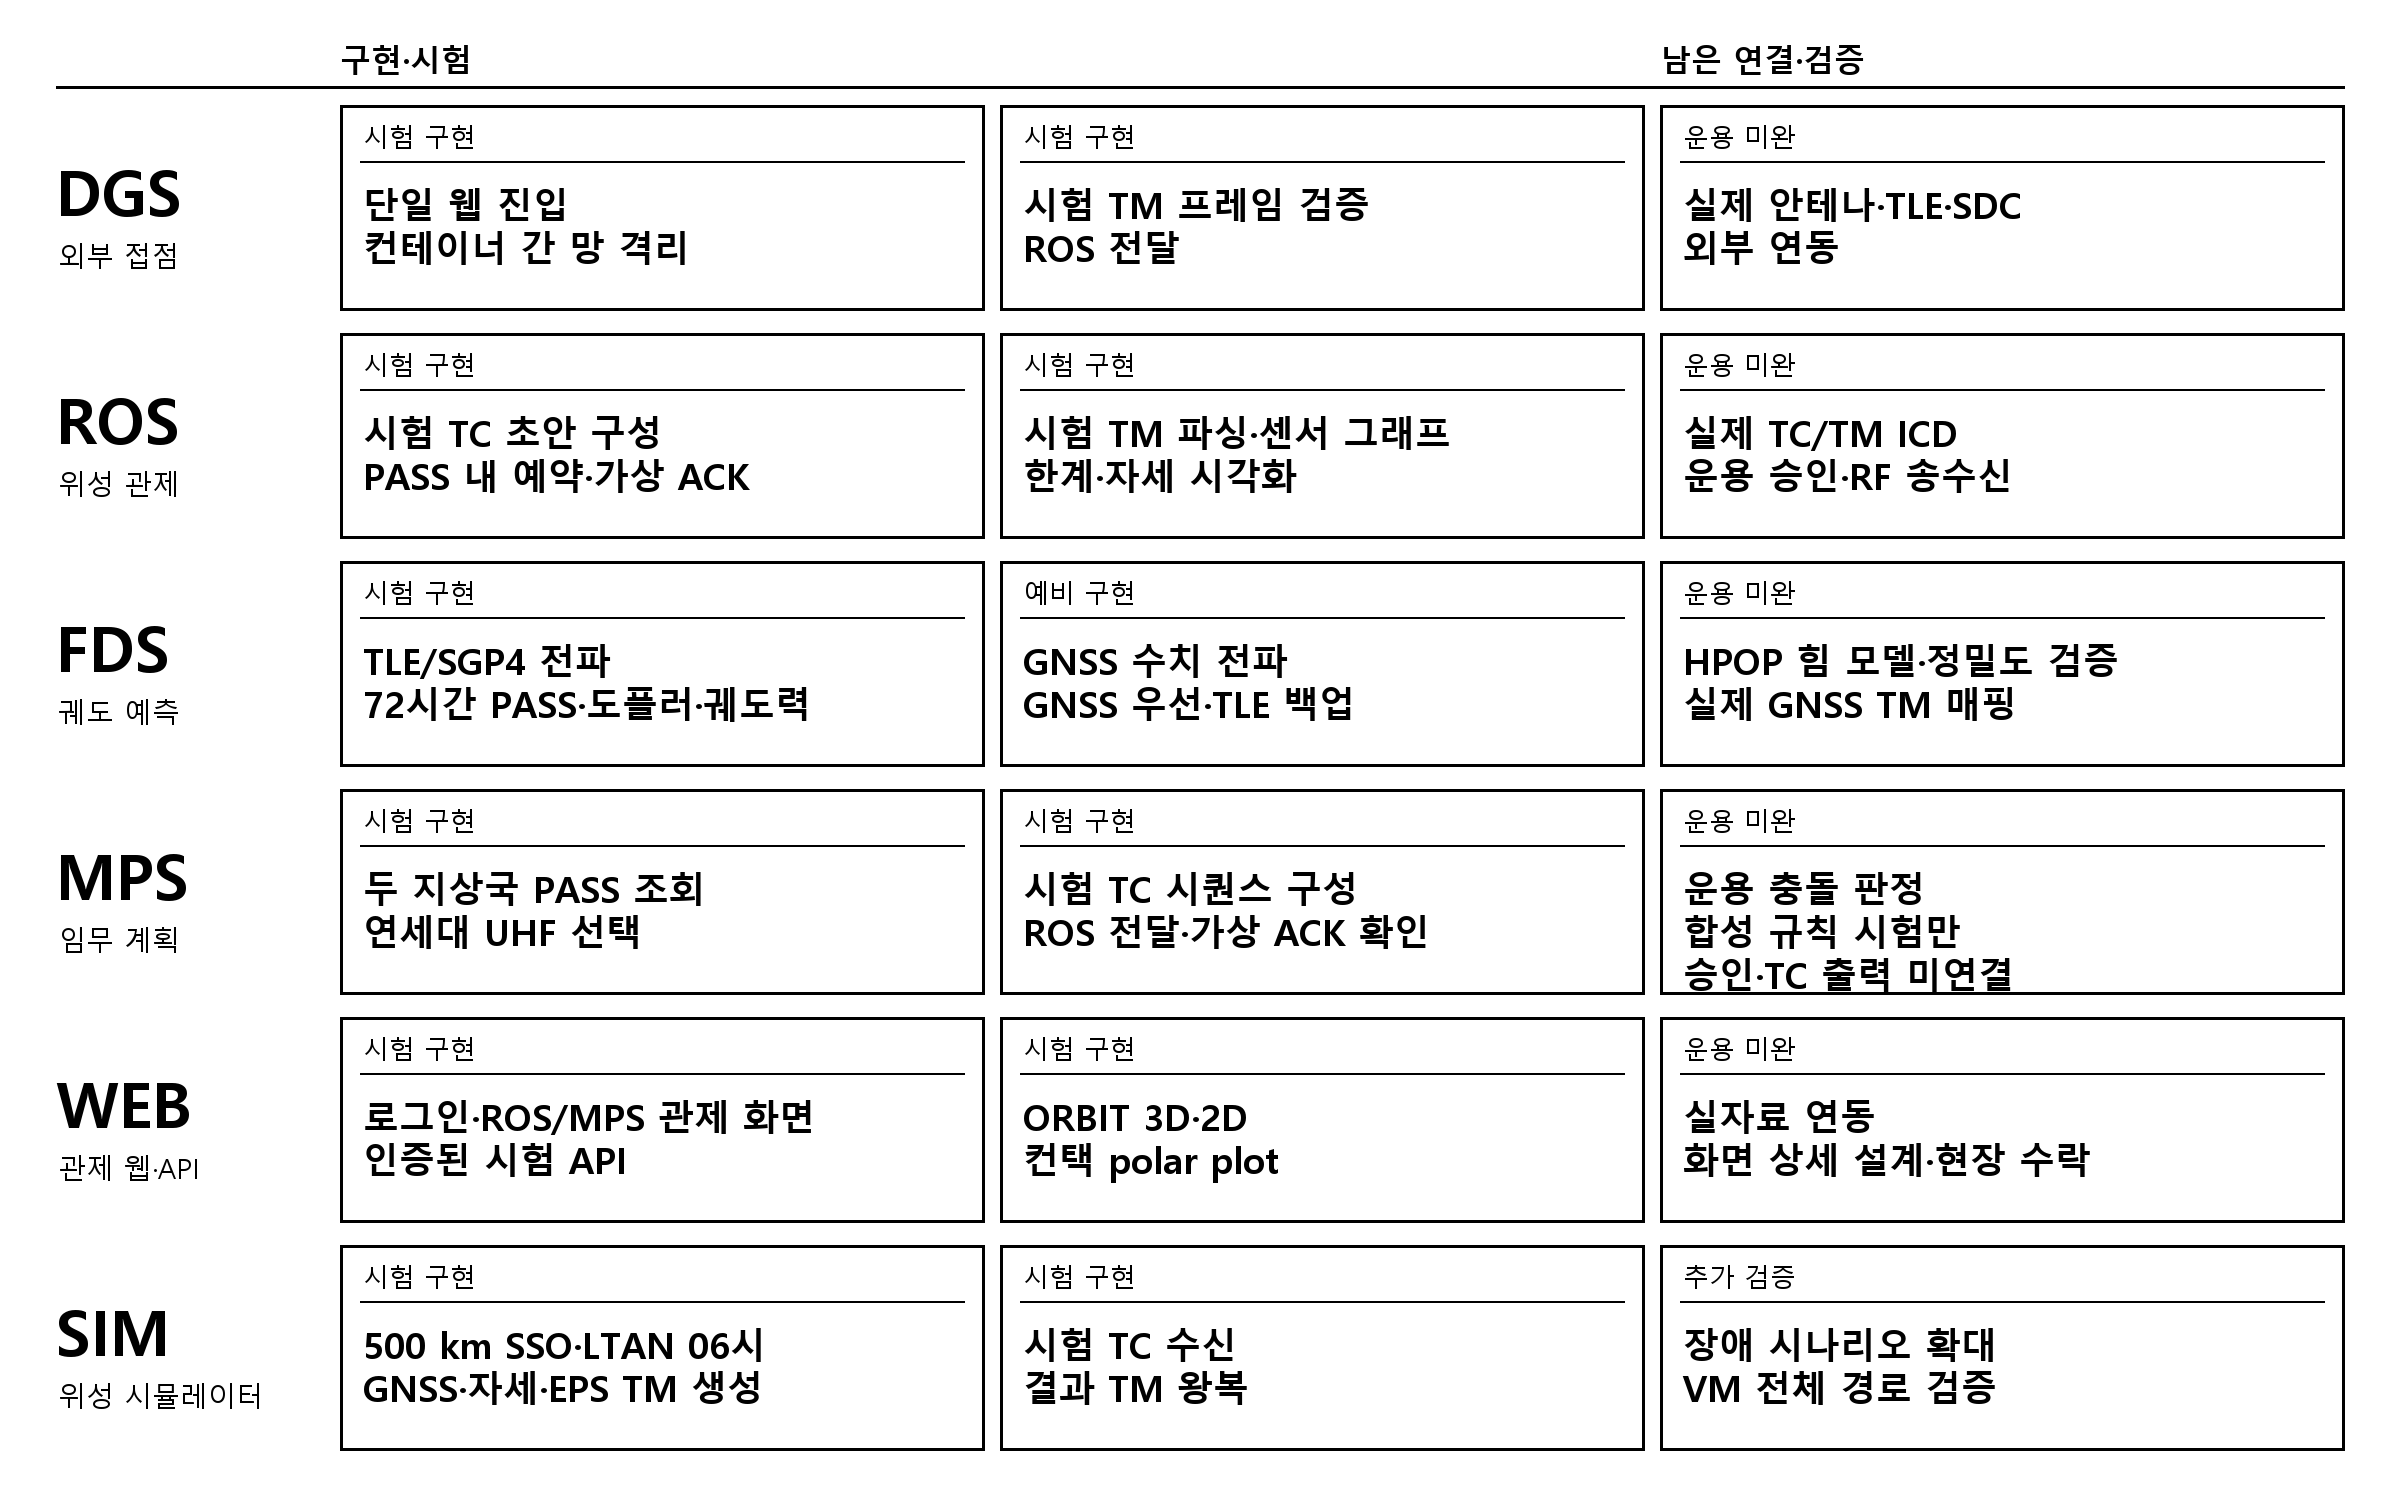 구현·시험
남은 연결·검증
DGS
외부 접점
시험 구현
단일 웹 진입
컨테이너 간 망 격리
시험 구현
시험 TM 프레임 검증
ROS 전달
운용 미완
실제 안테나·TLE·SDC
외부 연동
ROS
위성 관제
시험 구현
시험 TC 초안 구성
PASS 내 예약·가상 ACK
시험 구현
시험 TM 파싱·센서 그래프
한계·자세 시각화
운용 미완
실제 TC/TM ICD
운용 승인·RF 송수신
FDS
궤도 예측
시험 구현
TLE/SGP4 전파
72시간 PASS·도플러·궤도력
예비 구현
GNSS 수치 전파
GNSS 우선·TLE 백업
운용 미완
HPOP 힘 모델·정밀도 검증
실제 GNSS TM 매핑
MPS
임무 계획
시험 구현
두 지상국 PASS 조회
연세대 UHF 선택
시험 구현
시험 TC 시퀀스 구성
ROS 전달·가상 ACK 확인
운용 미완
운용 충돌 판정
합성 규칙 시험만
승인·TC 출력 미연결
WEB
관제 웹·API
시험 구현
로그인·ROS/MPS 관제 화면
인증된 시험 API
시험 구현
ORBIT 3D·2D
컨택 polar plot
운용 미완
실자료 연동
화면 상세 설계·현장 수락
SIM
위성 시뮬레이터
시험 구현
500 km SSO·LTAN 06시
GNSS·자세·EPS TM 생성
시험 구현
시험 TC 수신
결과 TM 왕복
추가 검증
장애 시나리오 확대
VM 전체 경로 검증